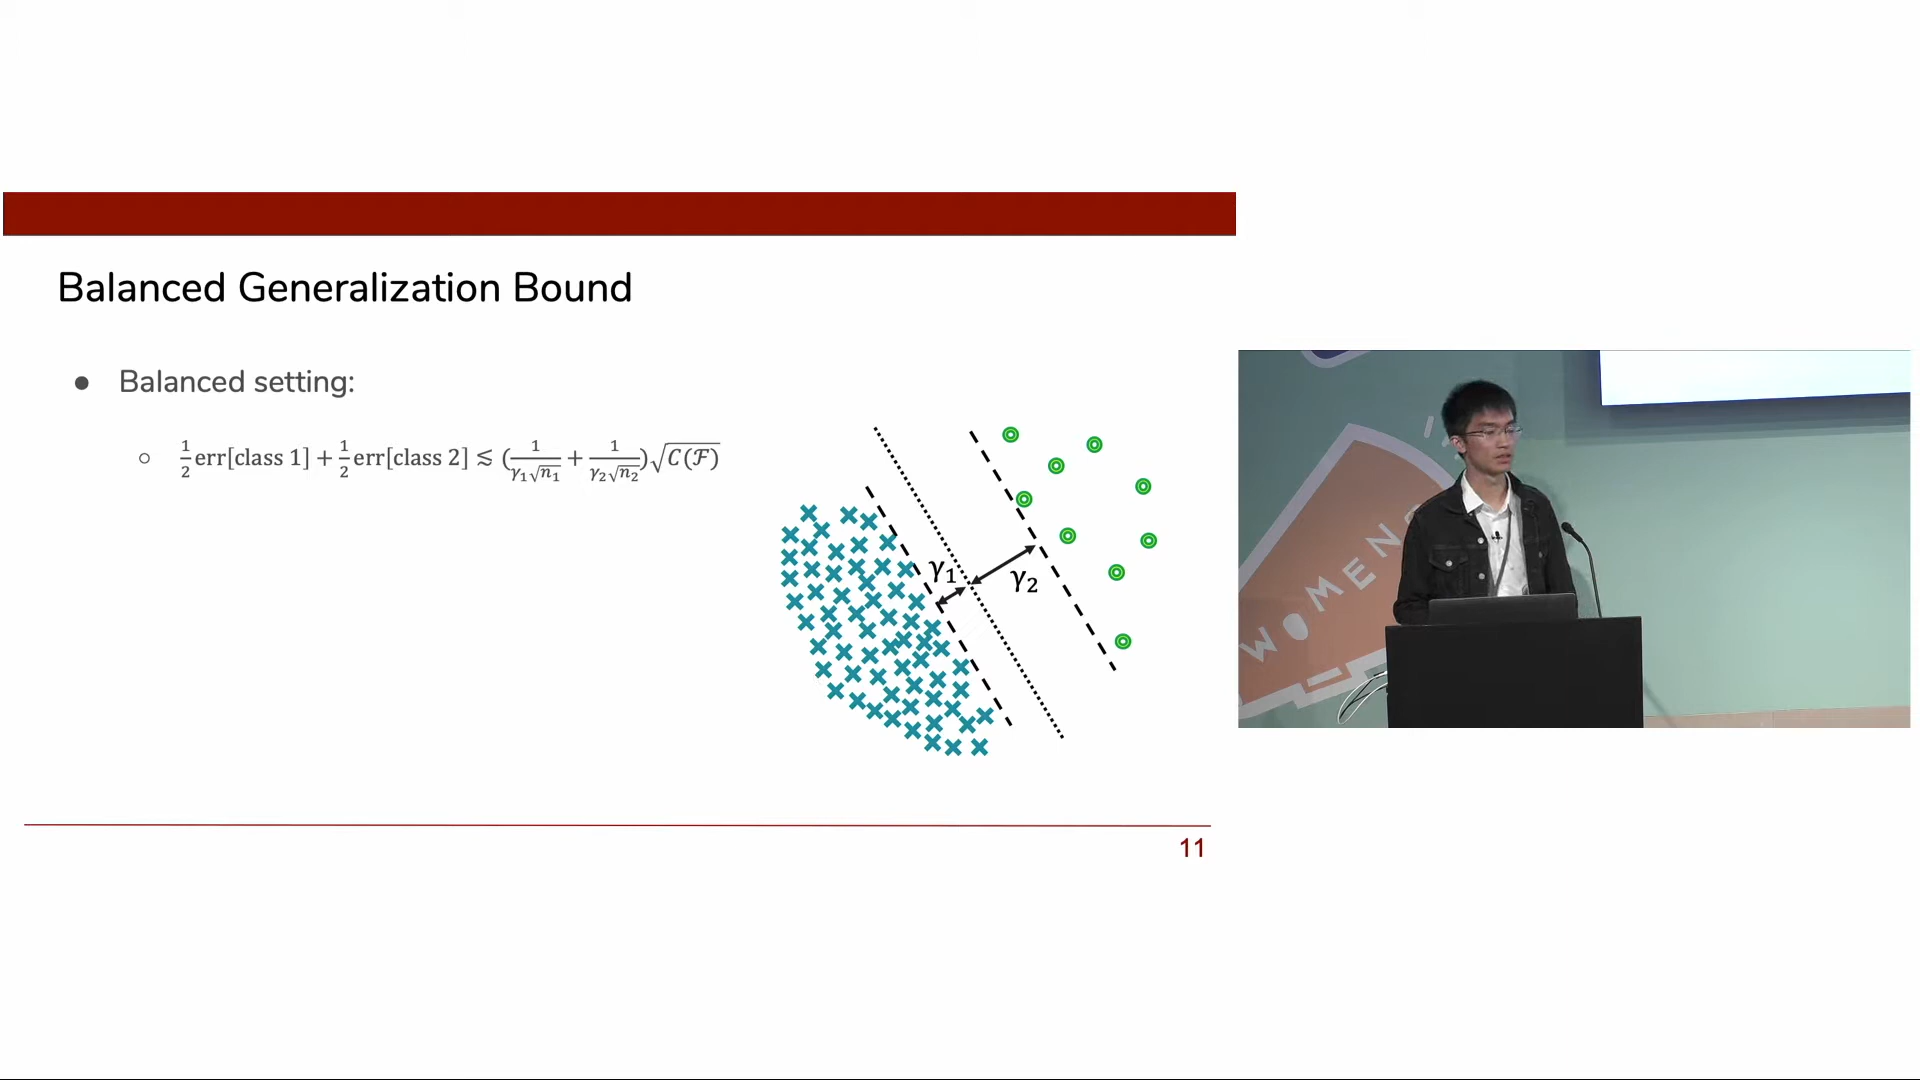 Balanced Generalization Bound
● Balanced setting:
○ 1/2 err[class 1] + 1/2 err[class 2] ≲ (1/(γ₁√n₁) + 1/(γ₂√n₂))√C(ℱ)
γ₁
γ₂
11
WOMEN